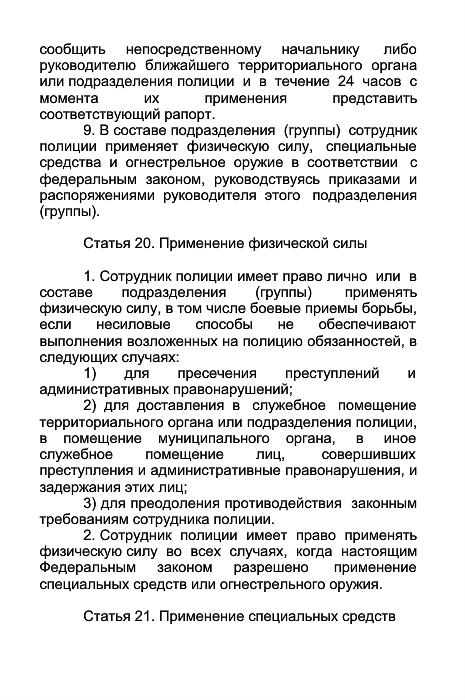 сообщить непосредственному начальнику либо
руководителю ближайшего территориального органа
или подразделения полиции и в течение 24 часов с
момента их применения представить
соответствующий рапорт.
9. В составе подразделения (группы) сотрудник
полиции применяет физическую силу, специальные
средства и огнестрельное оружие в соответствии с
федеральным законом, руководствуясь приказами и
распоряжениями руководителя этого подразделения
(группы).
Статья 20. Применение физической силы
1. Сотрудник полиции имеет право лично или в
составе подразделения (группы) применять
физическую силу, в том числе боевые приемы борьбы,
если несиловые способы не обеспечивают
выполнения возложенных на полицию обязанностей, в
следующих случаях:
1) для пресечения преступлений и
административных правонарушений;
2) для доставления в служебное помещение
территориального органа или подразделения полиции,
в помещение муниципального органа, в иное
служебное помещение лиц, совершивших
преступления и административные правонарушения, и
задержания этих лиц;
3) для преодоления противодействия законным
требованиям сотрудника полиции.
2. Сотрудник полиции имеет право применять
физическую силу во всех случаях, когда настоящим
Федеральным законом разрешено применение
специальных средств или огнестрельного оружия.
Статья 21. Применение специальных средств